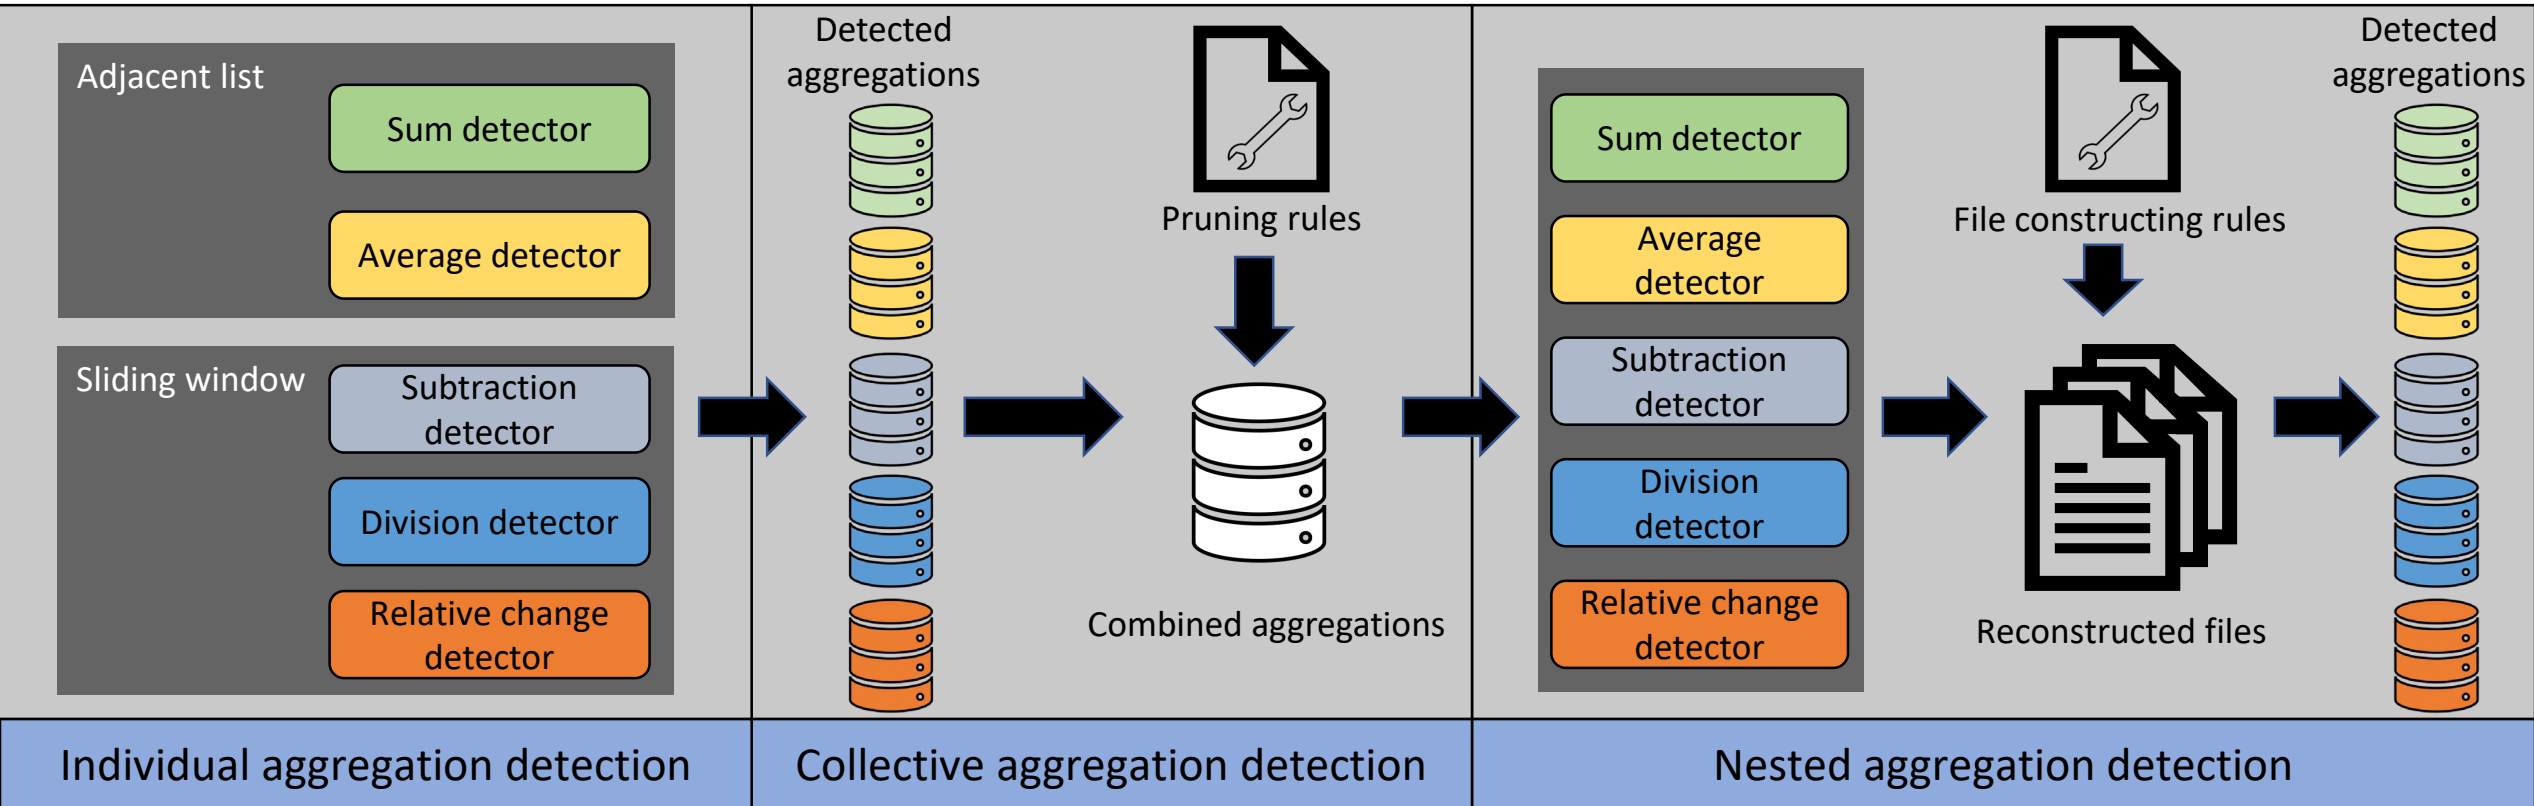 Adjacent list
Sum detector
Average detector
Sliding window
Subtraction
detector
Division detector
Relative change
detector
Individual aggregation detection
Detected
aggregations
Pruning rules
Combined aggregations
Collective aggregation detection
Sum detector
Average
detector
Subtraction
detector
Division
detector
Relative change
detector
File constructing rules
Reconstructed files
Detected
aggregations
Nested aggregation detection